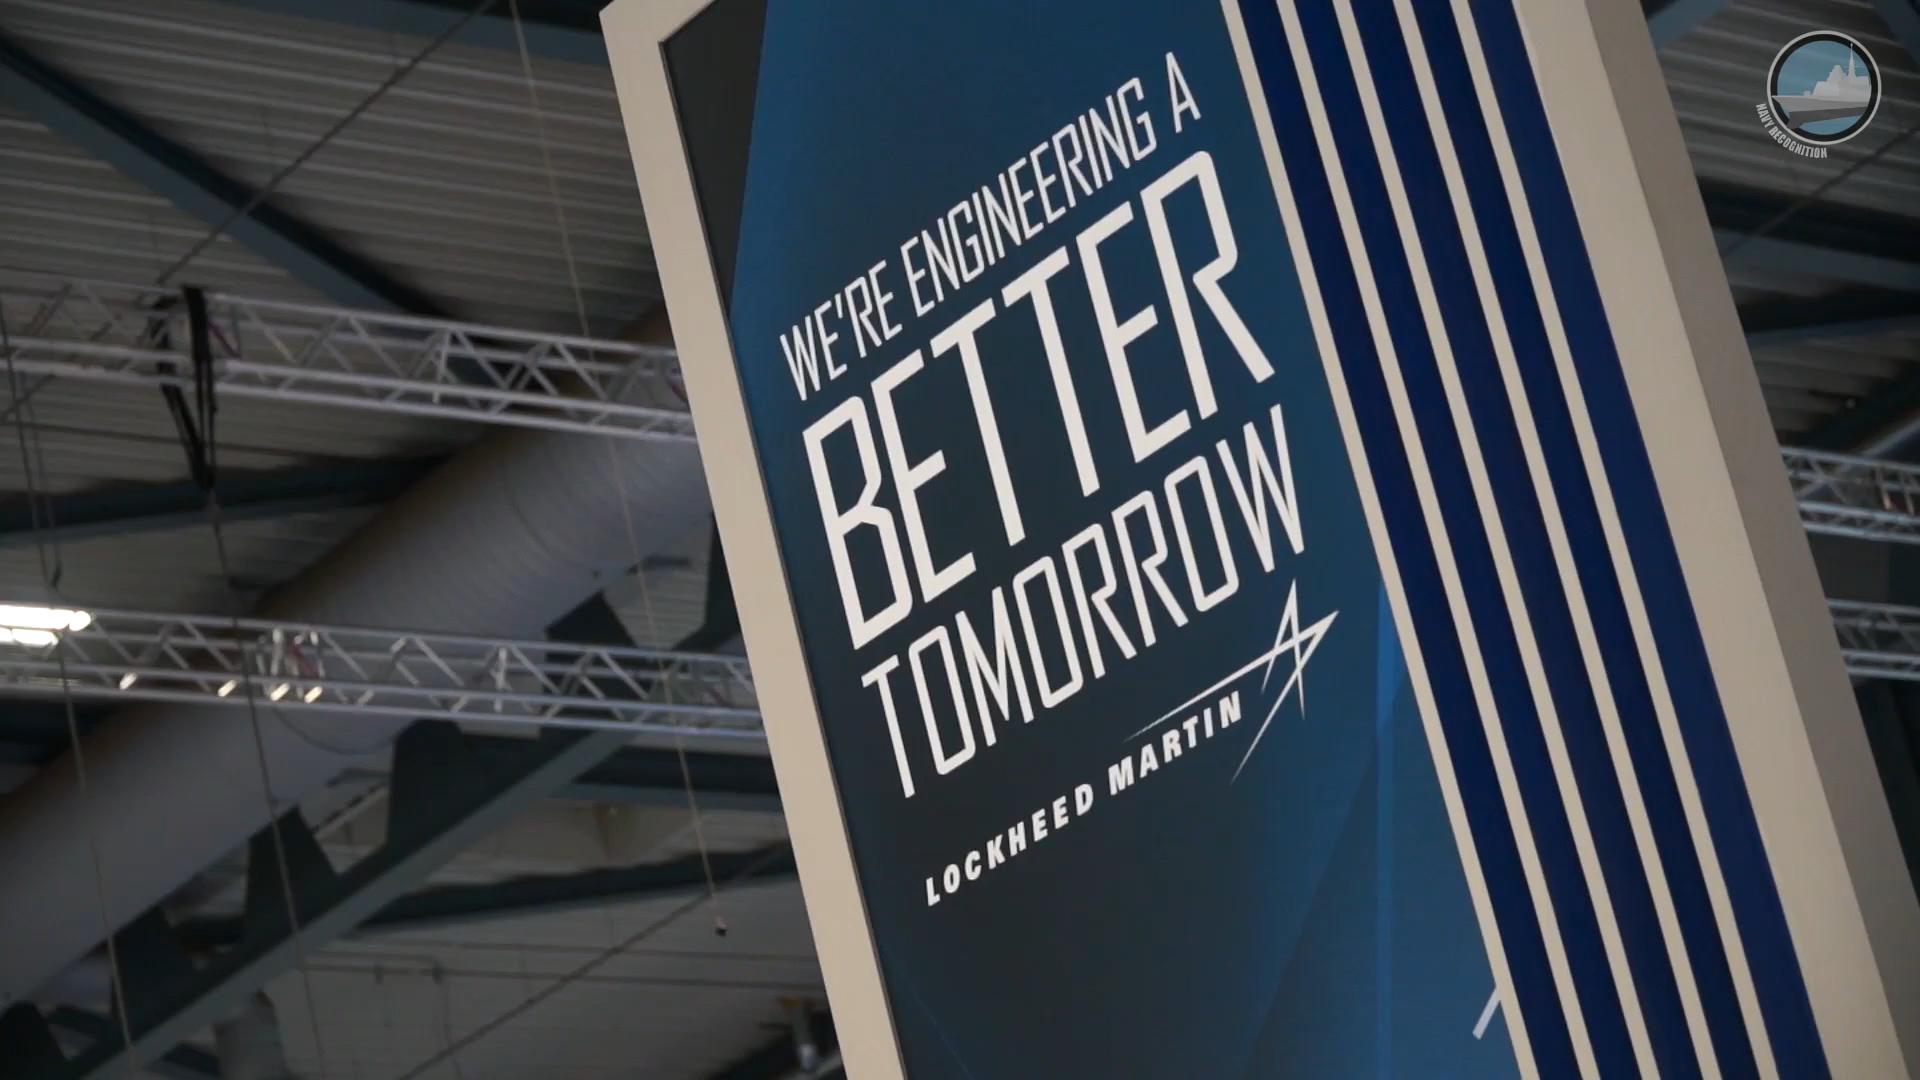 WE'RE ENGINEERING A
BETTER
TOMORROW
LOCKHEED MARTIN
NAVY RECOGNITION